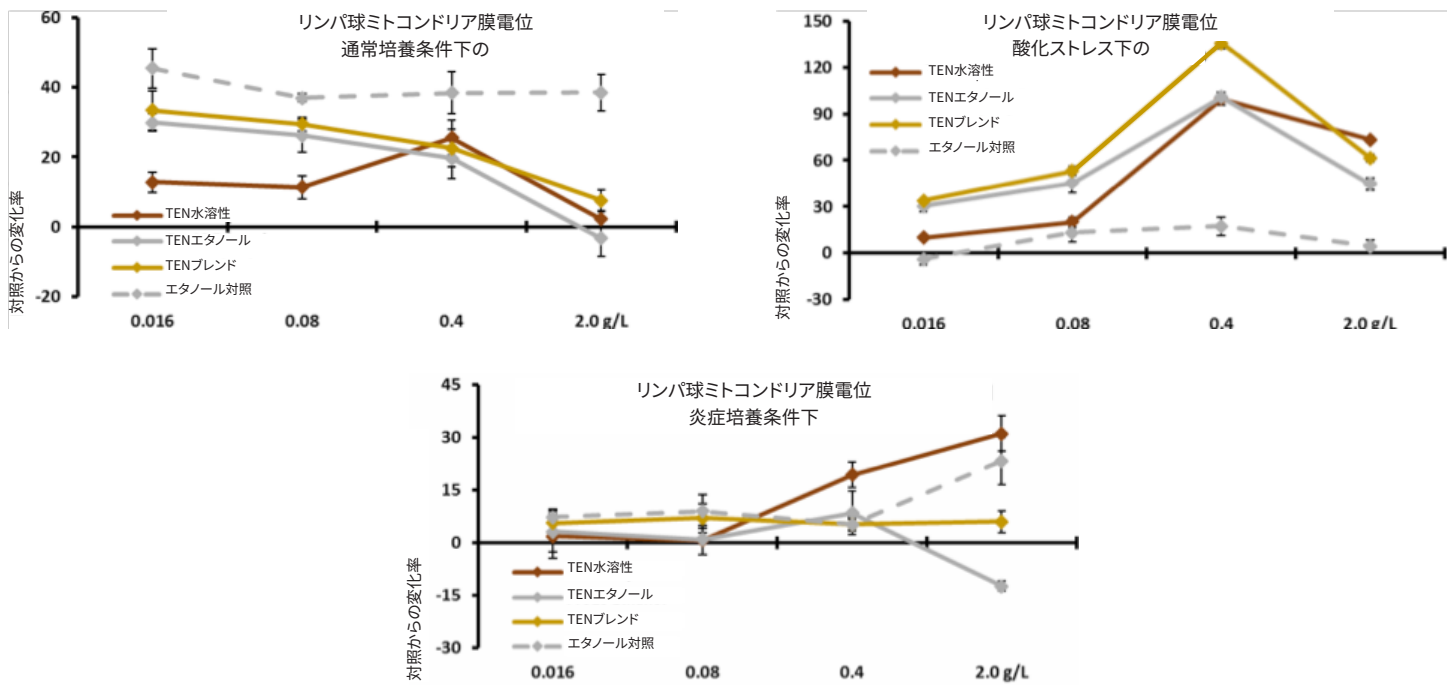 リンパ球ミトコンドリア膜電位
通常培養条件下の
60
40
20
0
-20
対照からの変化率
TEN水溶性
TENエタノール
TENブレンド
エタノール対照
0.016 0.08 0.4 2.0 g/L
リンパ球ミトコンドリア膜電位
酸化ストレス下の
150
120
90
60
30
0
-30
対照からの変化率
TEN水溶性
TENエタノール
TENブレンド
エタノール対照
0.016 0.08 0.4 2.0 g/L
リンパ球ミトコンドリア膜電位
炎症培養条件下
45
30
15
0
-15
-30
対照からの変化率
TEN水溶性
TENエタノール
TENブレンド
エタノール対照
0.016 0.08 0.4 2.0 g/L